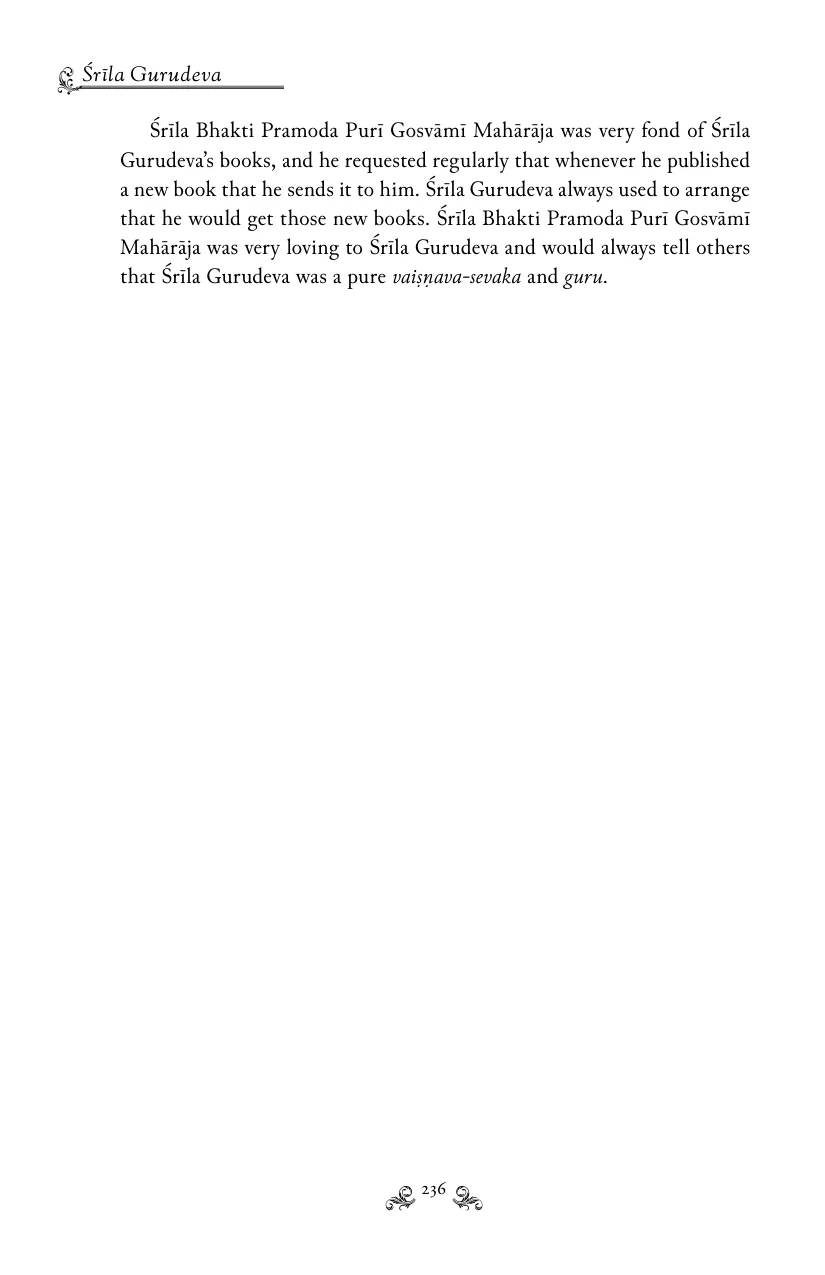 Śrīla Gurudeva
Śrīla Bhakti Pramoda Purī Gosvāmī Mahārāja was very fond of Śrīla
Gurudeva’s books, and he requested regularly that whenever he published
a new book that he sends it to him. Śrīla Gurudeva always used to arrange
that he would get those new books. Śrīla Bhakti Pramoda Purī Gosvāmī
Mahārāja was very loving to Śrīla Gurudeva and would always tell others
that Śrīla Gurudeva was a pure vaiṣṇava-sevaka and guru.
236